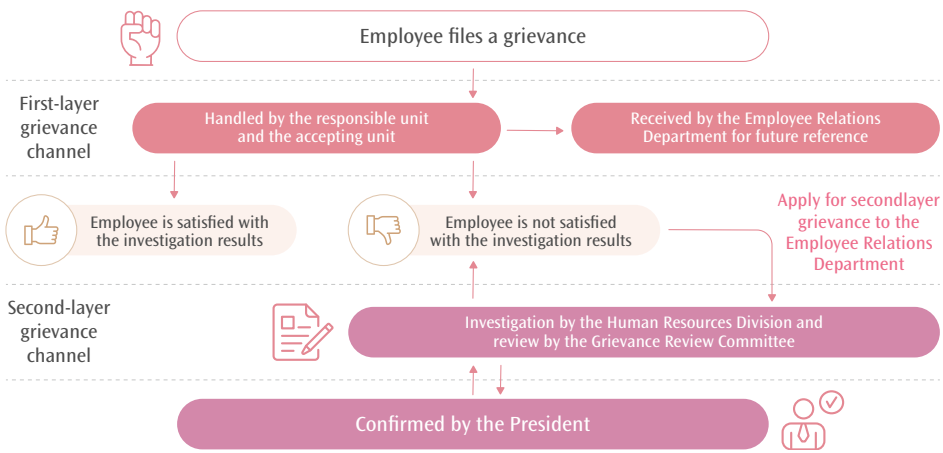 Employee files a grievance
First-layer
grievance
channel
Handled by the responsible unit
and the accepting unit
Received by the Employee Relations
Department for future reference
Employee is satisfied with
the investigation results
Employee is not satisfied
with the investigation results
Apply for secondlayer
grievance to the
Employee Relations
Department
Second-layer
grievance
channel
Investigation by the Human Resources Division and
review by the Grievance Review Committee
Confirmed by the President